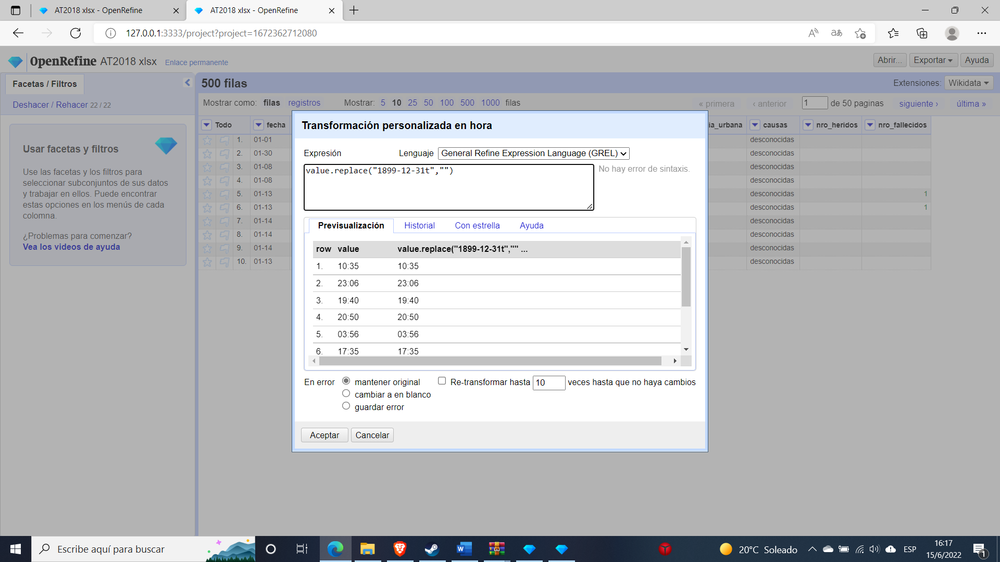 AT2018 xlsx - OpenRefine
AT2018 xlsx - OpenRefine
127.0.0.1:3333/project?project=1672362712080
OpenRefine AT2018 xlsx Enlace permanente
Abrir... Exportar Ayuda
Facetas / Filtros
Deshacer / Rehacer 22 / 22
Usar facetas y filtros
Use las facetas y los filtros para
seleccionar subconjuntos de sus datos
y trabajar en ellos. Puede encontrar
estas opciones en los menús de cada
colomna.
¿Problemas para comenzar?
Vea los videos de ayuda
500 filas
Extensiones: Wikidata
Mostrar como: filas registros Mostrar: 5 10 25 50 100 500 1000 filas
« primera ‹ anterior 1 de 50 paginas siguiente › última »
Todo fecha ia_urbana causas nro_heridos nro_fallecidos
1. 01-01 desconocidas
2. 01-30 desconocidas
3. 01-08 desconocidas
4. 01-08 desconocidas
5. 01-13 desconocidas 1
6. 01-13 desconocidas 1
7. 01-14 desconocidas
8. 01-14 desconocidas
9. 01-14 desconocidas
10. 01-13 desconocidas
Transformación personalizada en hora
Expresión Lenguaje General Refine Expression Language (GREL)
value.replace("1899-12-31t","")
No hay error de sintaxis.
Previsualización Historial Con estrella Ayuda
row value value.replace("1899-12-31t","" ...
1. 10:35 10:35
2. 23:06 23:06
3. 19:40 19:40
4. 20:50 20:50
5. 03:56 03:56
6. 17:35 17:35
En error mantener original Re-transformar hasta 10 veces hasta que no haya cambios
cambiar a en blanco
guardar error
Aceptar Cancelar
Escribe aquí para buscar
20°C Soleado
ESP
16:17
15/6/2022
1